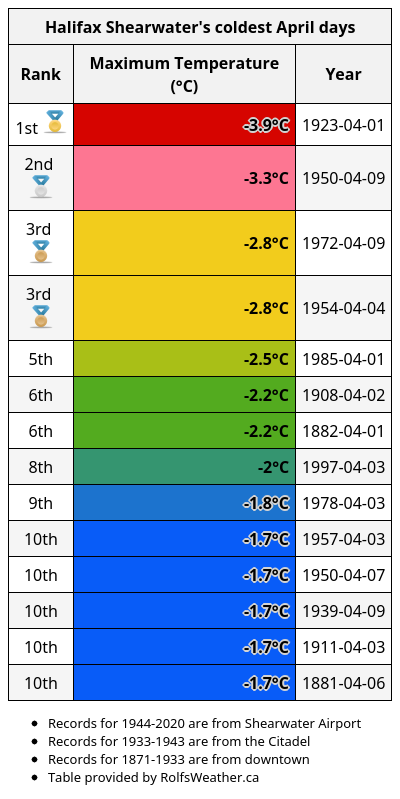 Halifax Shearwater's coldest April days
Rank Maximum Temperature (°C) Year
1st -3.9°C 1923-04-01
2nd -3.3°C 1950-04-09
3rd -2.8°C 1972-04-09
3rd -2.8°C 1954-04-04
5th -2.5°C 1985-04-01
6th -2.2°C 1908-04-02
6th -2.2°C 1882-04-01
8th -2°C 1997-04-03
9th -1.8°C 1978-04-03
10th -1.7°C 1957-04-03
10th -1.7°C 1950-04-07
10th -1.7°C 1939-04-09
10th -1.7°C 1911-04-03
10th -1.7°C 1881-04-06
• Records for 1944-2020 are from Shearwater Airport
• Records for 1933-1943 are from the Citadel
• Records for 1871-1933 are from downtown
• Table provided by RolfsWeather.ca